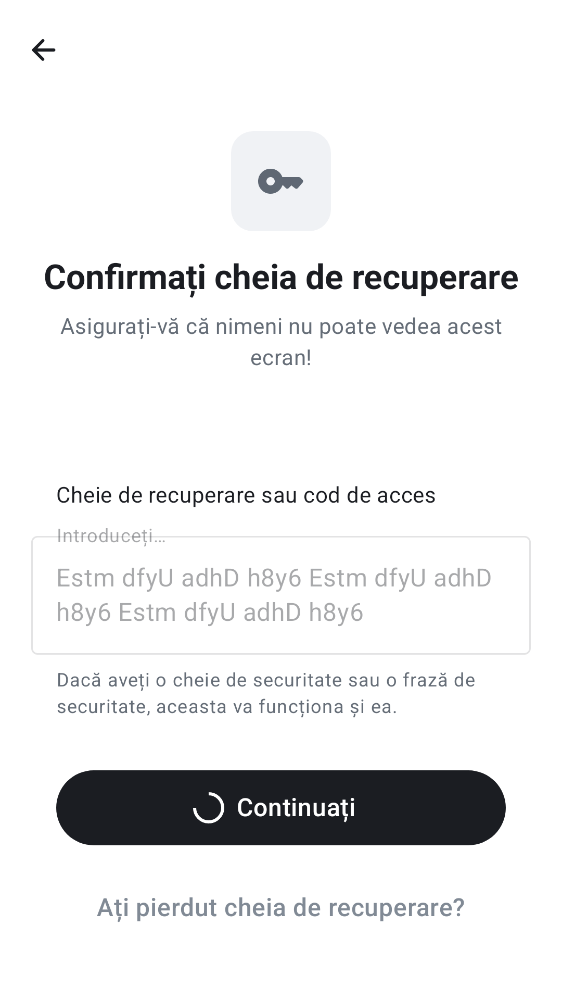 Confirmați cheia de recuperare
Asigurați-vă că nimeni nu poate vedea acest
ecran!
Cheie de recuperare sau cod de acces
Introduceți…
Estm dfyU adhD h8y6 Estm dfyU adhD
h8y6 Estm dfyU adhD h8y6
Dacă aveți o cheie de securitate sau o frază de
securitate, aceasta va funcționa și ea.
Continuați
Ați pierdut cheia de recuperare?